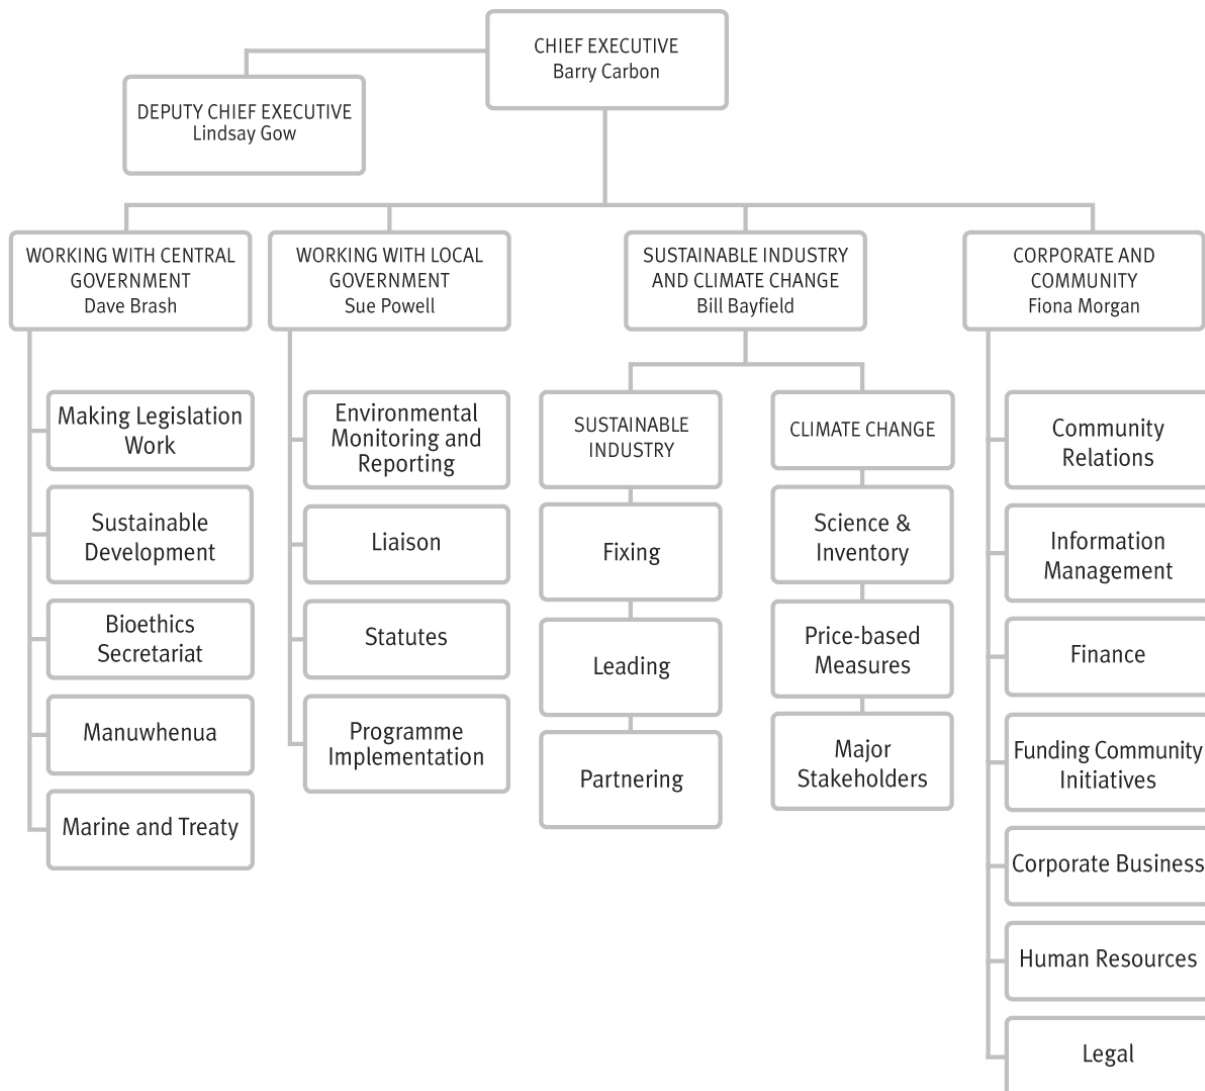 CHIEF EXECUTIVE
Barry Carbon
DEPUTY CHIEF EXECUTIVE
Lindsay Gow
WORKING WITH CENTRAL
GOVERNMENT
Dave Brash
Making Legislation
Work
Sustainable
Development
Bioethics
Secretariat
Manuwhenua
Marine and Treaty
WORKING WITH LOCAL
GOVERNMENT
Sue Powell
Environmental
Monitoring and
Reporting
Liaison
Statutes
Programme
Implementation
SUSTAINABLE INDUSTRY
AND CLIMATE CHANGE
Bill Bayfield
SUSTAINABLE
INDUSTRY
Fixing
Leading
Partnering
CLIMATE CHANGE
Science &
Inventory
Price-based
Measures
Major
Stakeholders
CORPORATE AND
COMMUNITY
Fiona Morgan
Community
Relations
Information
Management
Finance
Funding Community
Initiatives
Corporate Business
Human Resources
Legal